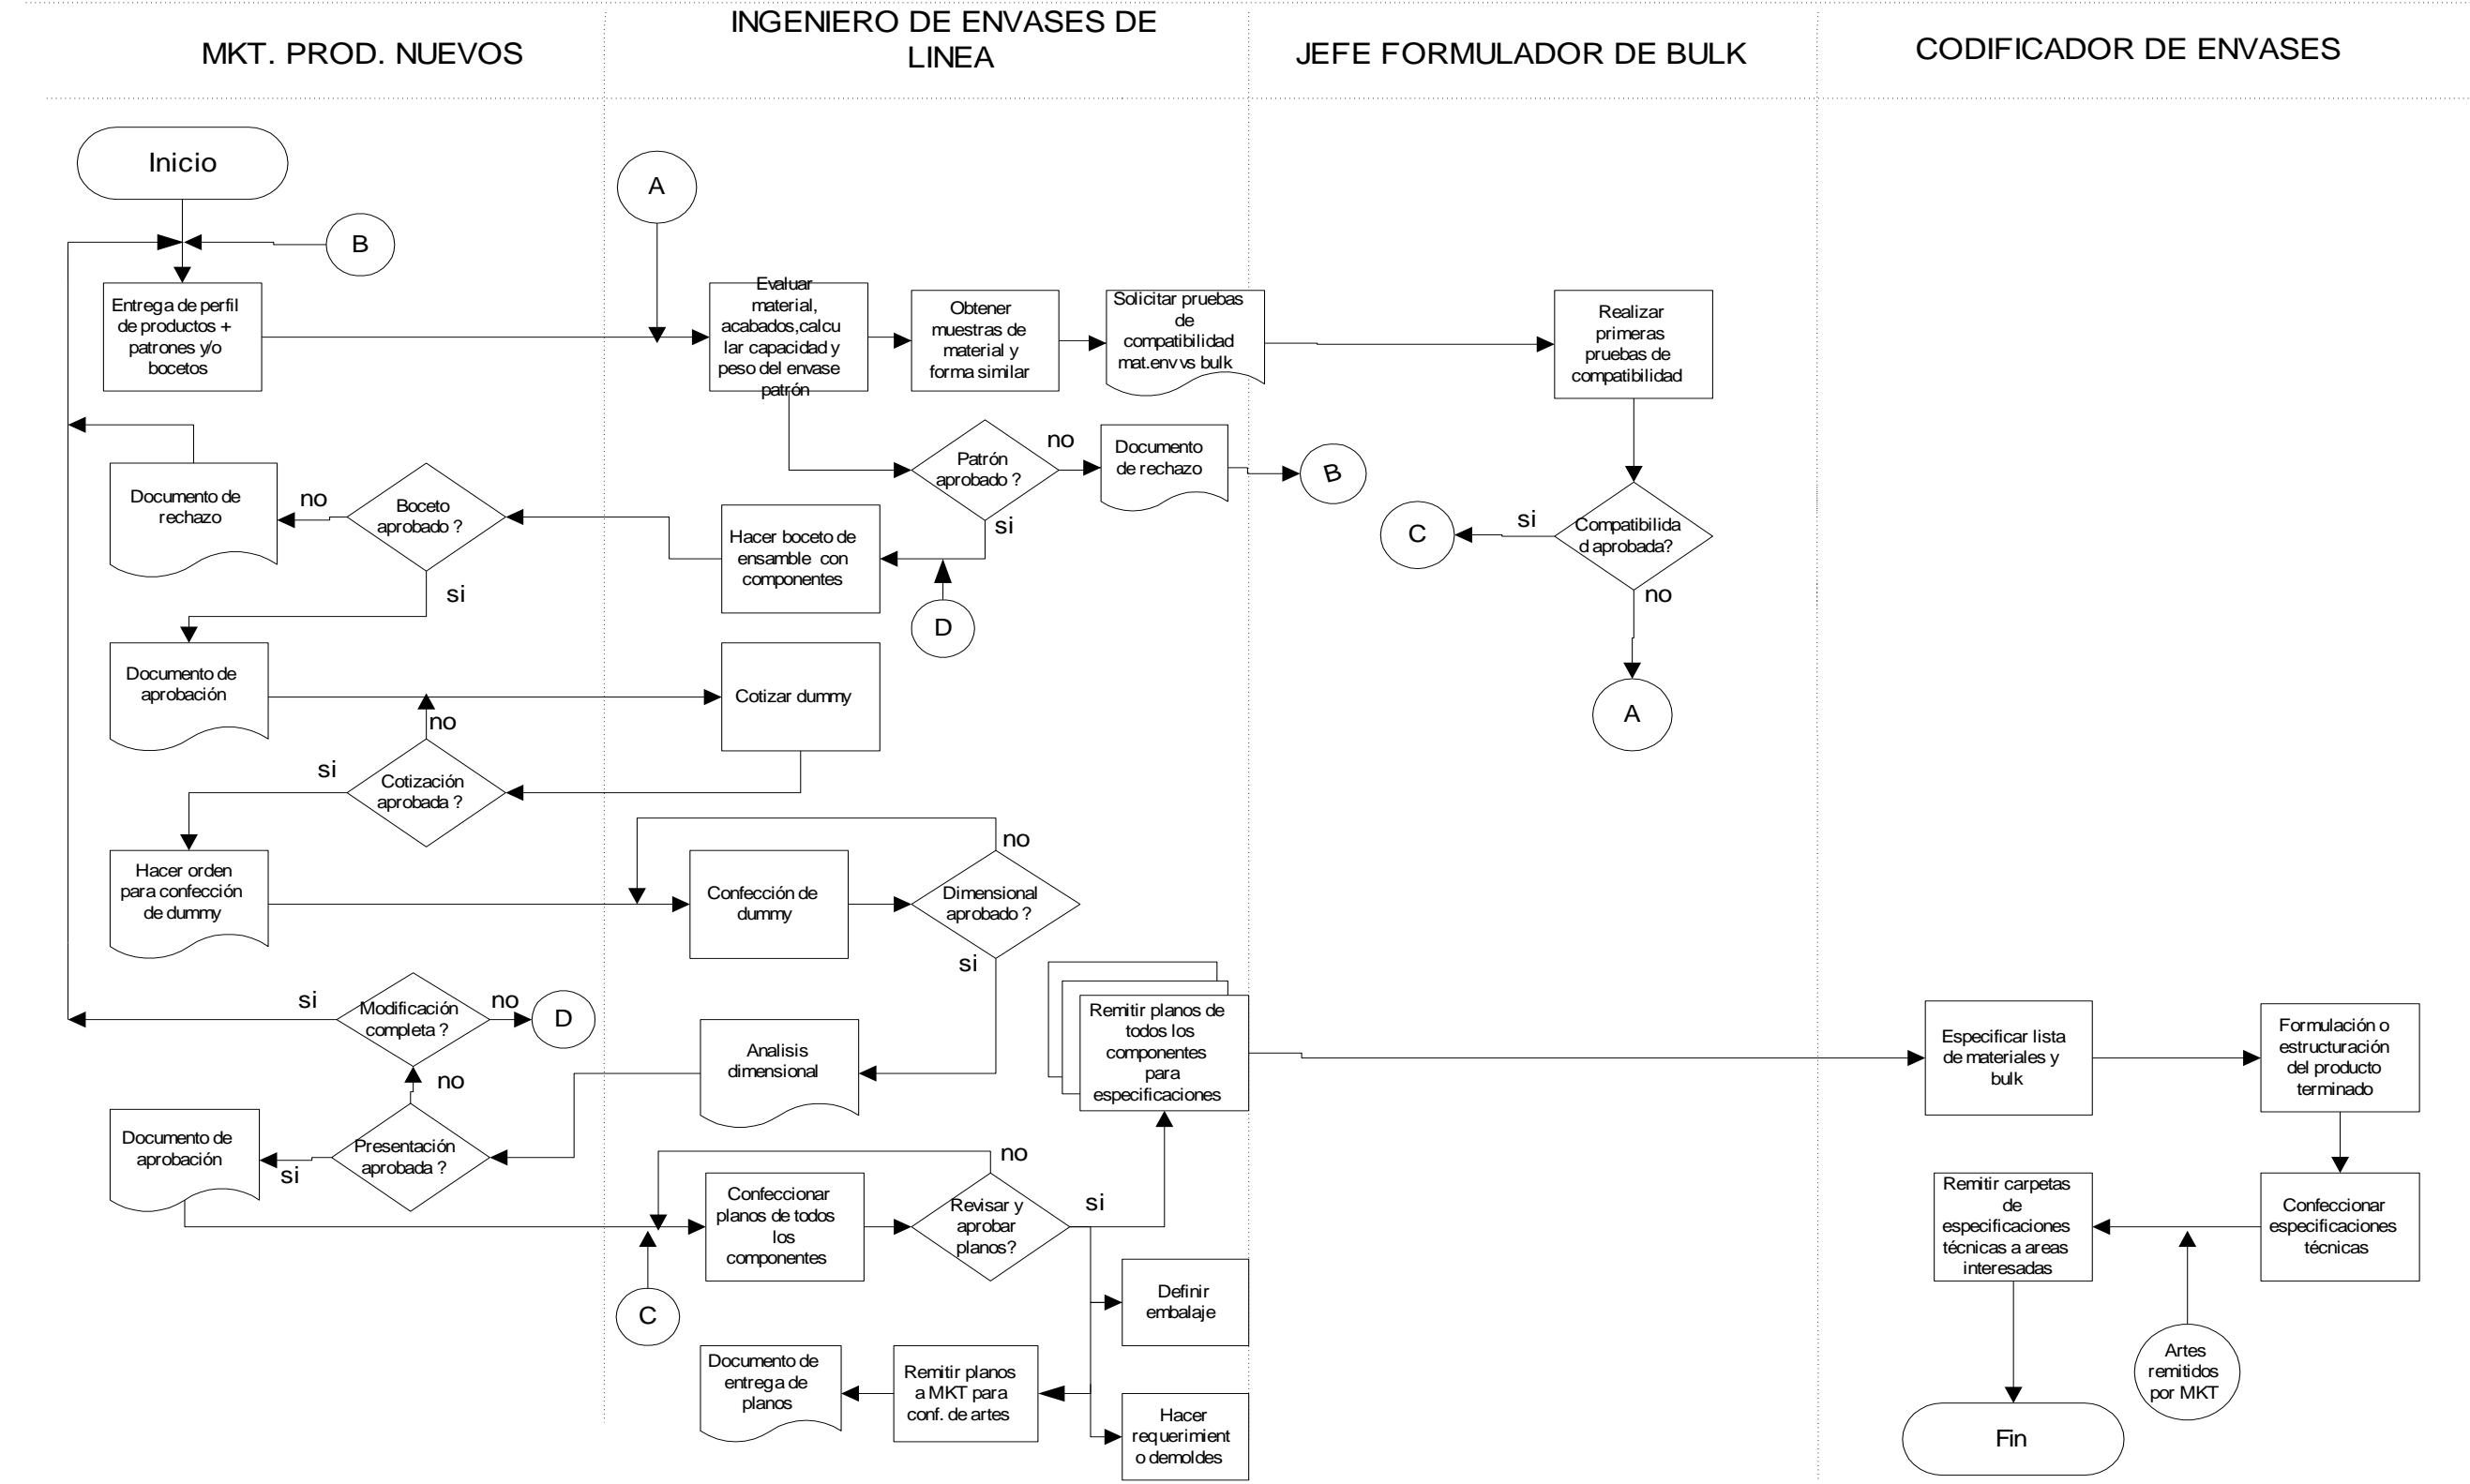 MKT. PROD. NUEVOS
INGENIERO DE ENVASES DE
LINEA
JEFE FORMULADOR DE BULK
CODIFICADOR DE ENVASES
Inicio
A
B
Entrega de perfil
de productos +
patrones y/o
bocetos
Evaluar
material,
acabados,calcu
lar capacidad y
peso del envase
patrón
Obtener
muestras de
material y
forma similar
Solicitar pruebas
de
compatibilidad
mat.env vs bulk
Realizar
primeras
pruebas de
compatibilidad
Documento de
rechazo
no
Boceto
aprobado ?
si
Hacer boceto de
ensamble con
componentes
Patrón
aprobado ?
no
si
Documento
de rechazo
B
D
C
si
Compatibilida
d aprobada?
no
A
Documento de
aprobación
Cotizar dummy
no
si
Cotización
aprobada ?
Hacer orden
para confección
de dummy
Confección de
dummy
no
Dimensional
aprobado ?
si
si
Modificación
completa ?
no
D
Analisis
dimensional
Remitir planos de
todos los
componentes
para
especificaciones
Especificar lista
de materiales y
bulk
Formulación o
estructuración
del producto
terminado
no
Documento de
aprobación
si
Presentación
aprobada ?
Confeccionar
planos de todos
los
componentes
no
Revisar y
aprobar
planos?
si
Remitir carpetas
de
especificaciones
técnicas a areas
interesadas
Confeccionar
especificaciones
técnicas
C
Definir
embalaje
Documento de
entrega de
planos
Remitir planos
a MKT para
conf. de artes
Hacer
requerimient
o demoldes
Artes
remitidos
por MKT
Fin